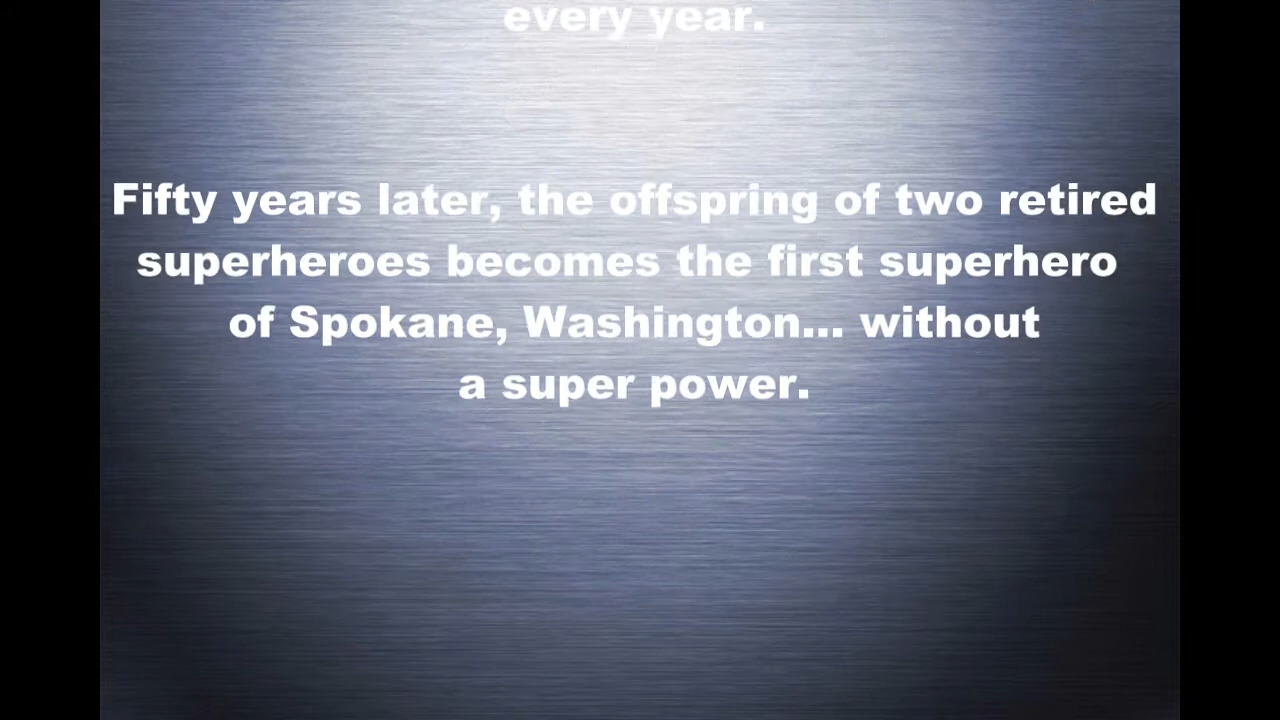 every year.
Fifty years later, the offspring of two retired
superheroes becomes the first superhero
of Spokane, Washington... without
a super power.